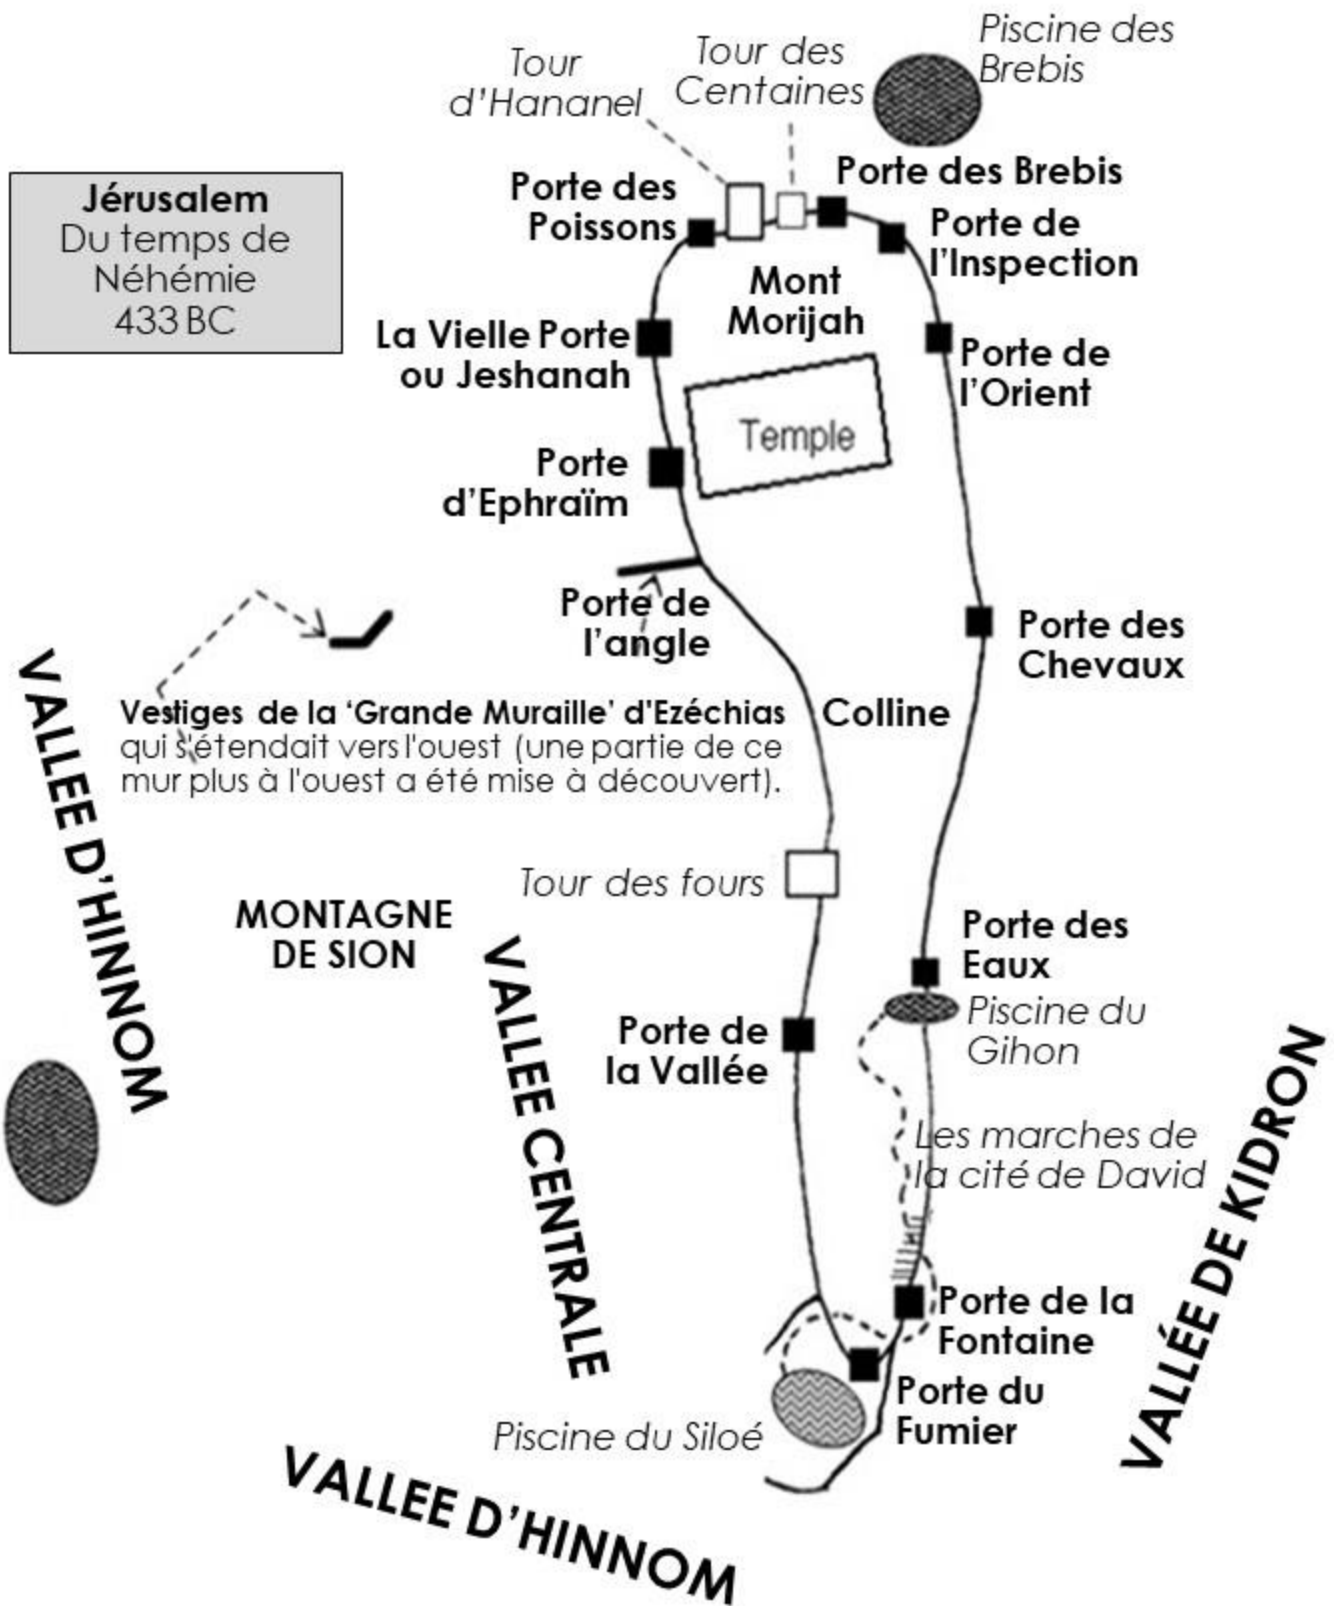 Piscine des
Brebis
Tour des
Centaines
Tour
d'Hananel
Jérusalem
Du temps de
Néhémie
433 BC
Porte des
Poissons
Porte des Brebis
Porte de
l'Inspection
Mont
Morijah
La Vielle Porte
ou Jeshanah
Porte de
l'Orient
Temple
Porte
d'Ephraïm
Porte de
l'angle
Porte des
Chevaux
Vestiges de la 'Grande Muraille' d'Ezéchias
qui s'étendait vers l'ouest (une partie de ce
mur plus à l'ouest a été mise à découvert).
Colline
VALLEE D'HINNOM
Tour des fours
MONTAGNE
DE SION
Porte des
Eaux
VALLEE CENTRALE
Piscine du
Gihon
Porte de
la Vallée
Les marches de
la cité de David
VALLÉE DE KIDRON
Porte de la
Fontaine
Porte du
Fumier
Piscine du Siloé
VALLEE D'HINNOM